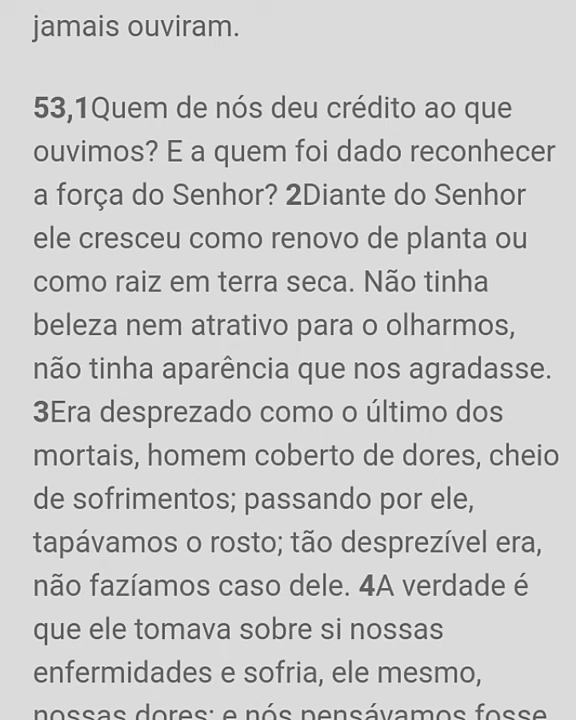 jamais ouviram.
53,1Quem de nós deu crédito ao que
ouvimos? E a quem foi dado reconhecer
a força do Senhor? 2Diante do Senhor
ele cresceu como renovo de planta ou
como raiz em terra seca. Não tinha
beleza nem atrativo para o olharmos,
não tinha aparência que nos agradasse.
3Era desprezado como o último dos
mortais, homem coberto de dores, cheio
de sofrimentos; passando por ele,
tapávamos o rosto; tão desprezível era,
não fazíamos caso dele. 4A verdade é
que ele tomava sobre si nossas
enfermidades e sofria, ele mesmo,
nossas dores; e nós pensávamos fosse